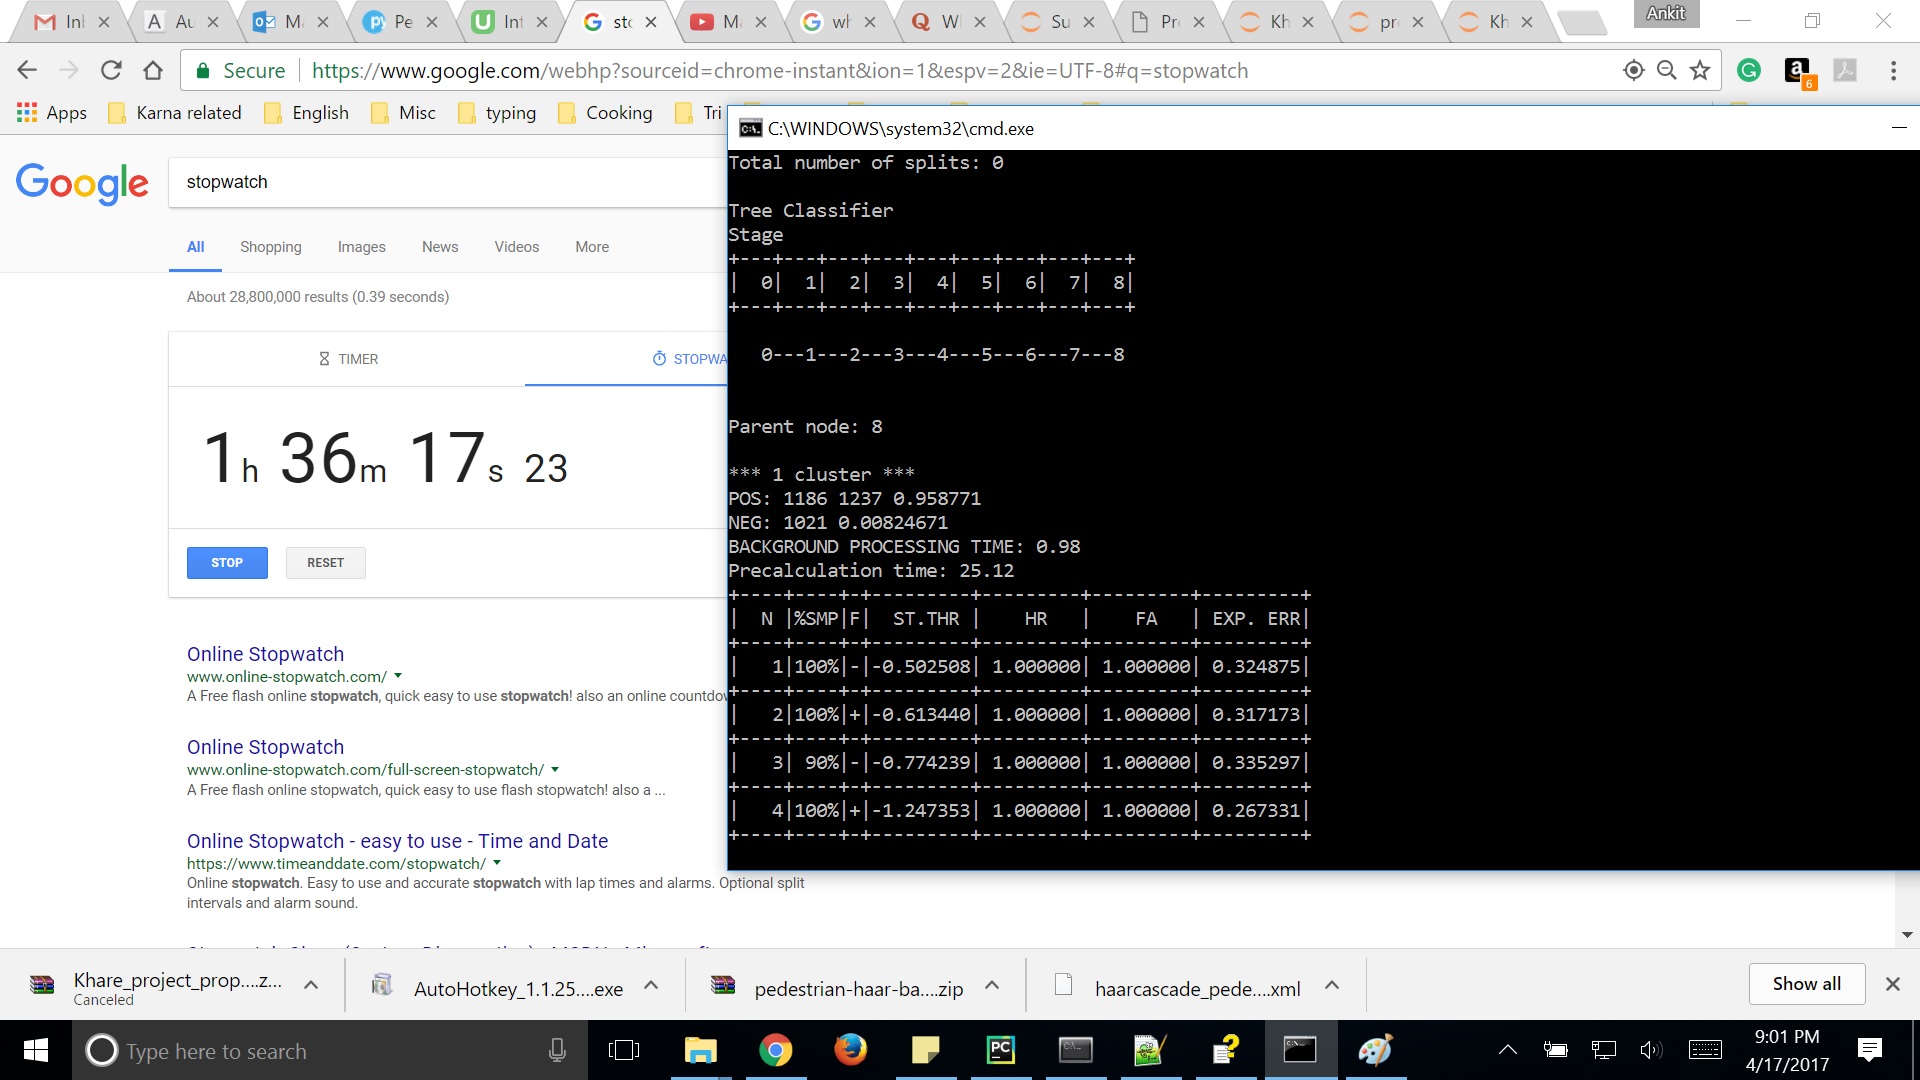 Inl
Au
Ma
Pe
Int
sto
Ma
wh
Wl
Su
Pro
Kh
pro
Kh
Ankit
Secure
https://www.google.com/webhp?sourceid=chrome-instant&ion=1&espv=2&ie=UTF-8#q=stopwatch
6
Apps
Karna related
English
Misc
typing
Cooking
Tri
C:\WINDOWS\system32\cmd.exe
Google
stopwatch
All
Shopping
Images
News
Videos
More
About 28,800,000 results (0.39 seconds)
TIMER
STOPWA
1h 36m 17s 23
STOP
RESET
Online Stopwatch
www.online-stopwatch.com/
A Free flash online stopwatch, quick easy to use stopwatch! also an online countdov
Online Stopwatch
www.online-stopwatch.com/full-screen-stopwatch/
A Free flash online stopwatch, quick easy to use flash stopwatch! also a ...
Online Stopwatch - easy to use - Time and Date
https://www.timeanddate.com/stopwatch/
Online stopwatch. Easy to use and accurate stopwatch with lap times and alarms. Optional split
intervals and alarm sound.
Total number of splits: 0
Tree Classifier
Stage
+---+---+---+---+---+---+---+---+---+
|  0|  1|  2|  3|  4|  5|  6|  7|  8|
+---+---+---+---+---+---+---+---+---+
0---1---2---3---4---5---6---7---8
Parent node: 8
*** 1 cluster ***
POS: 1186 1237 0.958771
NEG: 1021 0.00824671
BACKGROUND PROCESSING TIME: 0.98
Precalculation time: 25.12
+----+----+-+---------+---------+---------+---------+
|  N |%SMP|F|  ST.THR |    HR   |    FA   | EXP. ERR|
+----+----+-+---------+---------+---------+---------+
|   1|100%|-|-0.502508| 1.000000| 1.000000| 0.324875|
+----+----+-+---------+---------+---------+---------+
|   2|100%|+|-0.613440| 1.000000| 1.000000| 0.317173|
+----+----+-+---------+---------+---------+---------+
|   3| 90%|-|-0.774239| 1.000000| 1.000000| 0.335297|
+----+----+-+---------+---------+---------+---------+
|   4|100%|+|-1.247353| 1.000000| 1.000000| 0.267331|
+----+----+-+---------+---------+---------+---------+
Khare_project_prop....z...
Canceled
AutoHotkey_1.1.25....exe
pedestrian-haar-ba....zip
haarcascade_pede....xml
Show all
Type here to search
9:01 PM
4/17/2017